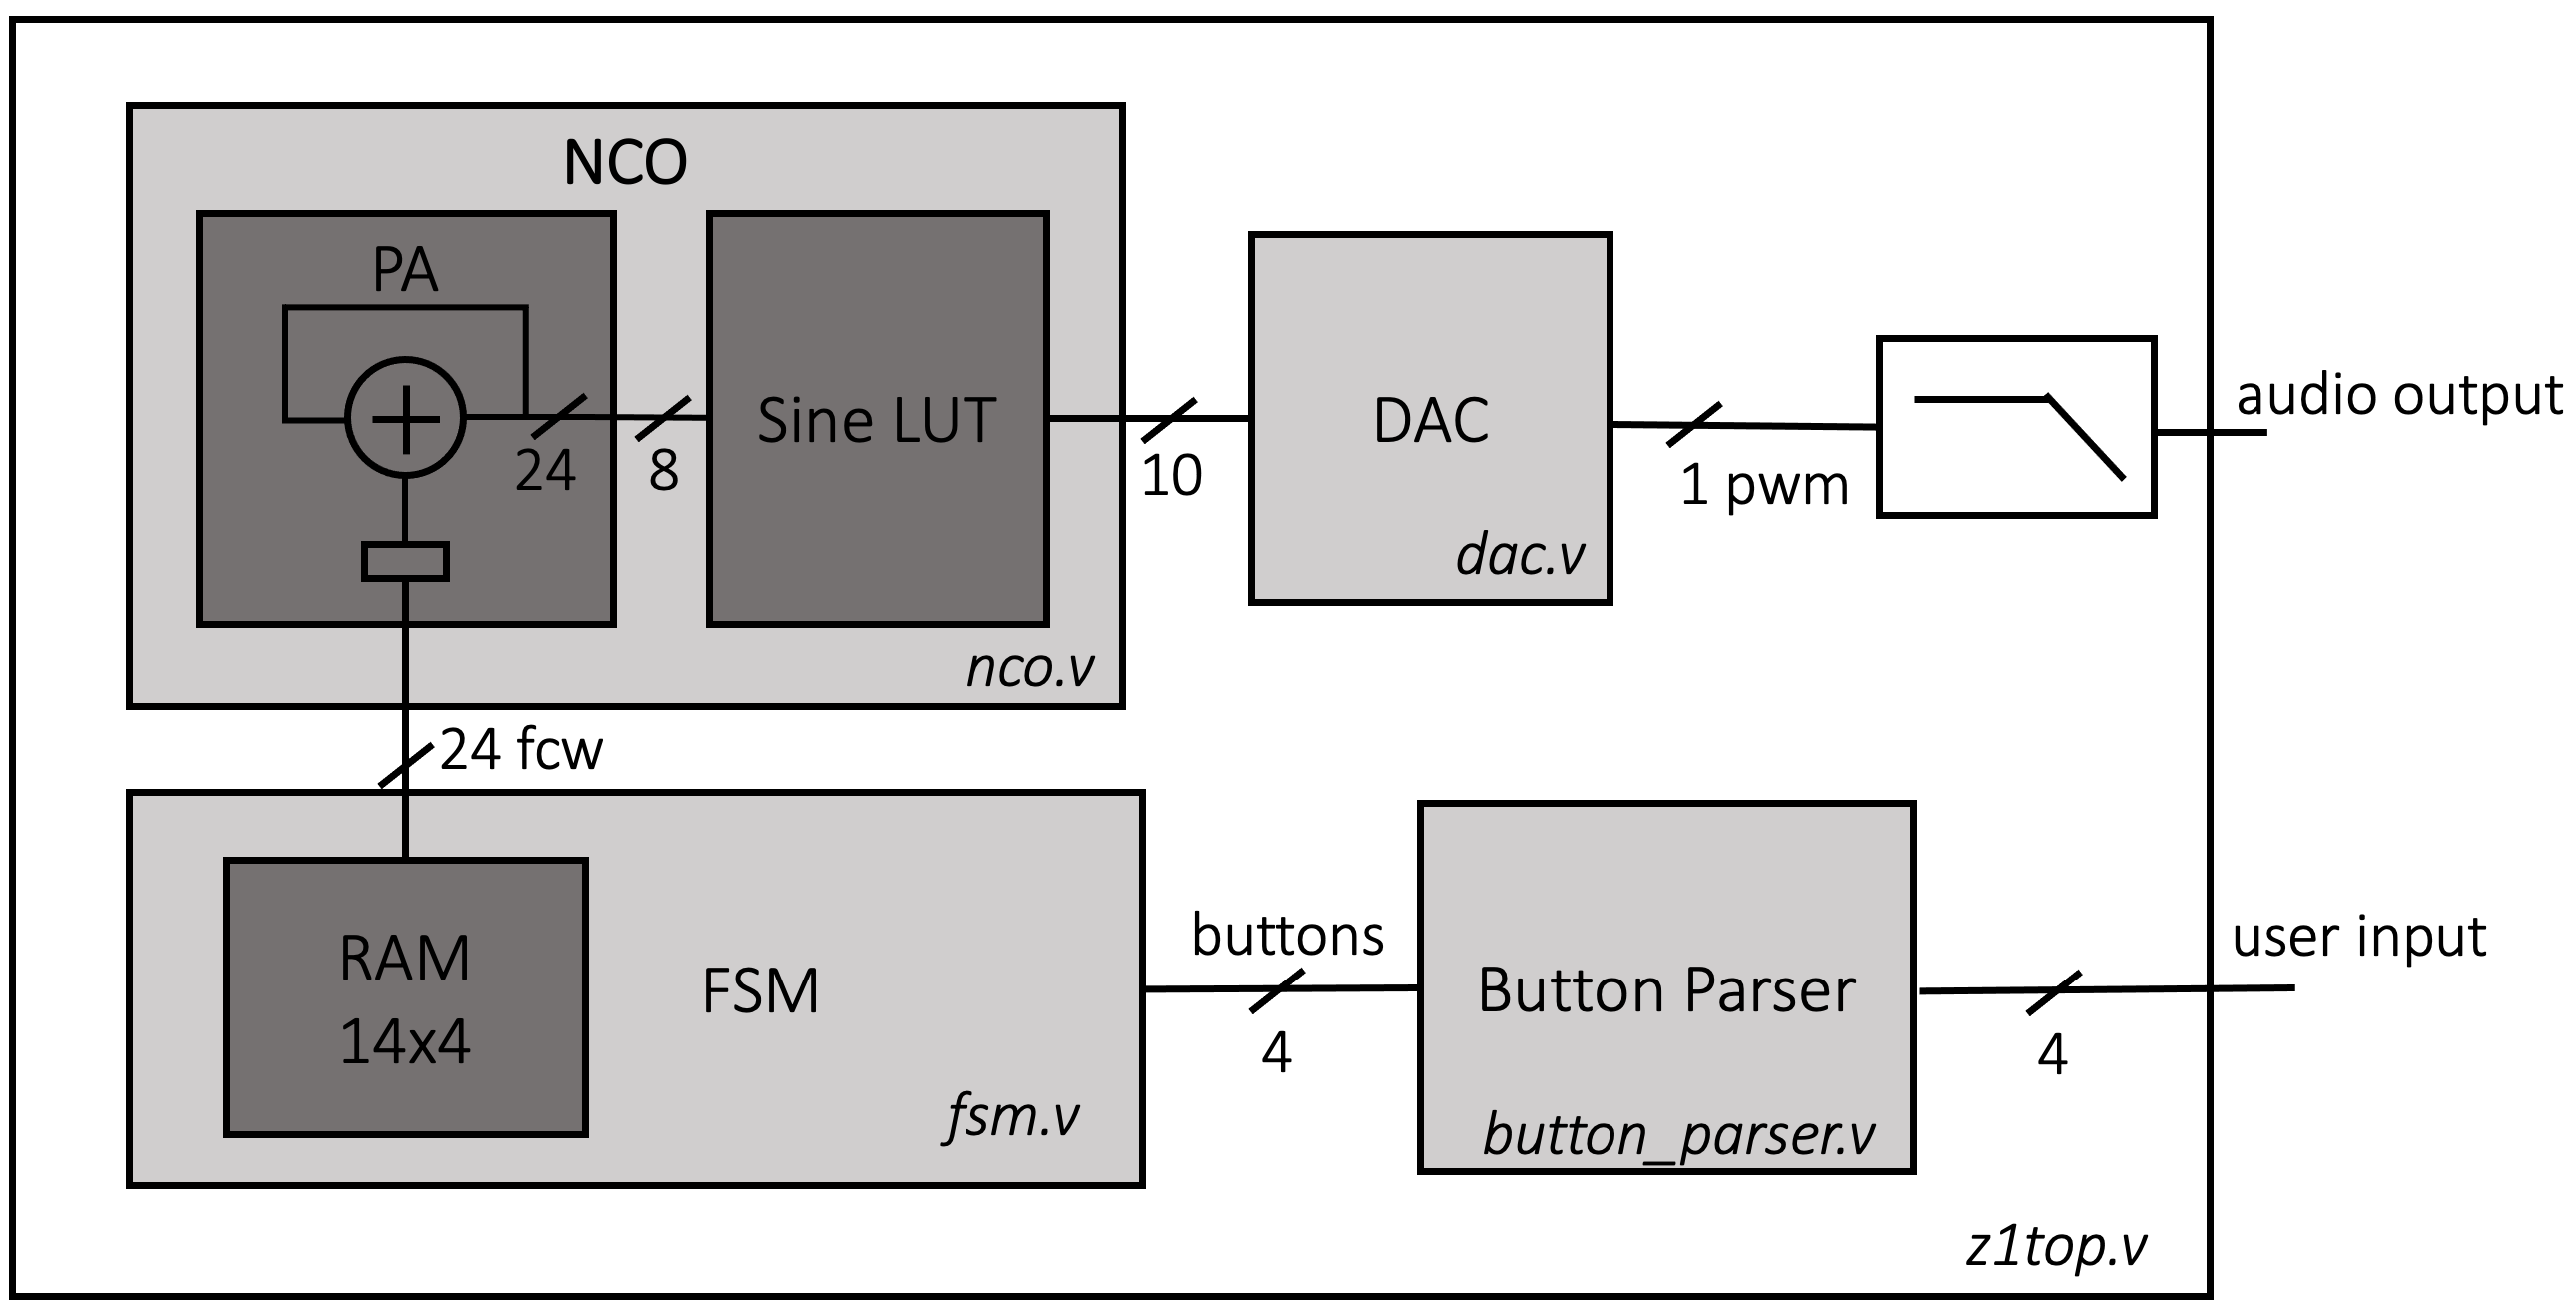 NCO
PA
24
8
Sine LUT
nco.v
10
DAC
dac.v
1 pwm
audio output
24 fcw
RAM
14x4
FSM
fsm.v
buttons
4
Button Parser
button_parser.v
4
user input
z1top.v